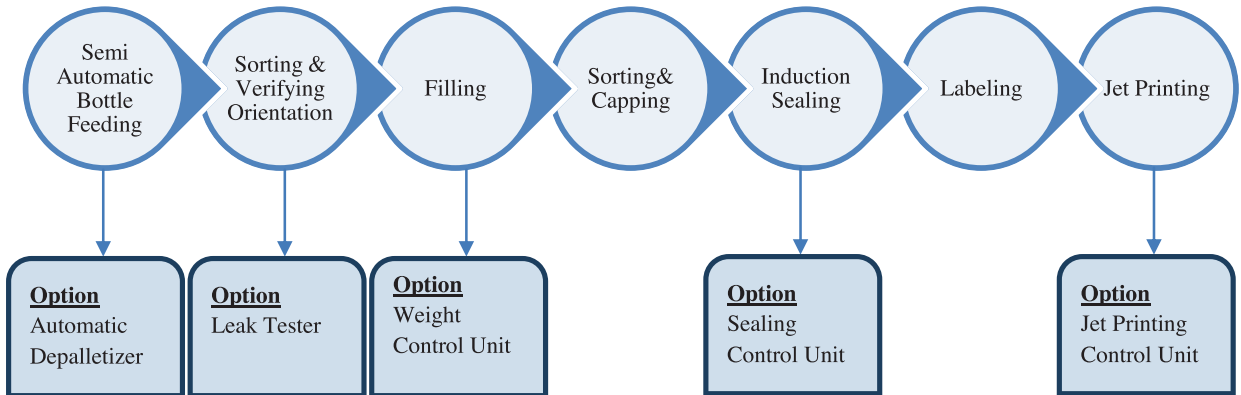 Semi
Automatic
Bottle
Feeding
Sorting &
Verifying
Orientation
Filling
Sorting&
Capping
Induction
Sealing
Labeling
Jet Printing
Option
Automatic
Depalletizer
Option
Leak Tester
Option
Weight
Control Unit
Option
Sealing
Control Unit
Option
Jet Printing
Control Unit